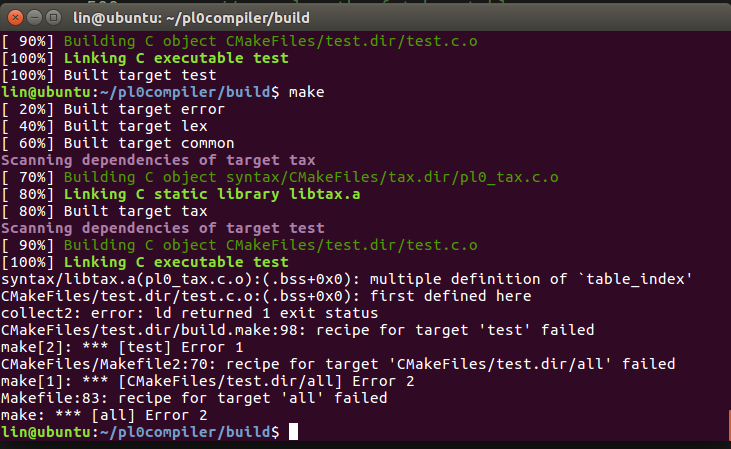 lin@ubuntu: ~/pl0compiler/build
[ 90%] Building C object CMakeFiles/test.dir/test.c.o
[100%] Linking C executable test
[100%] Built target test
lin@ubuntu:~/pl0compiler/build$ make
[ 20%] Built target error
[ 40%] Built target lex
[ 60%] Built target common
Scanning dependencies of target tax
[ 70%] Building C object syntax/CMakeFiles/tax.dir/pl0_tax.c.o
[ 80%] Linking C static library libtax.a
[ 80%] Built target tax
Scanning dependencies of target test
[ 90%] Building C object CMakeFiles/test.dir/test.c.o
[100%] Linking C executable test
syntax/libtax.a(pl0_tax.c.o):(.bss+0x0): multiple definition of `table_index'
CMakeFiles/test.dir/test.c.o:(.bss+0x0): first defined here
collect2: error: ld returned 1 exit status
CMakeFiles/test.dir/build.make:98: recipe for target 'test' failed
make[2]: *** [test] Error 1
CMakeFiles/Makefile2:70: recipe for target 'CMakeFiles/test.dir/all' failed
make[1]: *** [CMakeFiles/test.dir/all] Error 2
Makefile:83: recipe for target 'all' failed
make: *** [all] Error 2
lin@ubuntu:~/pl0compiler/build$